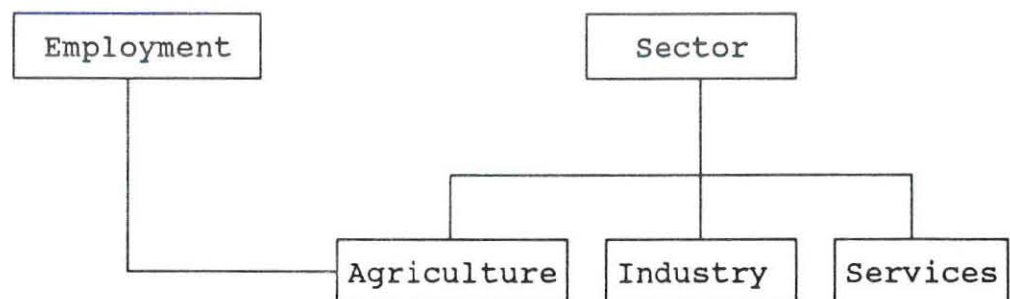 Employment
Sector
Agriculture
Industry
Services